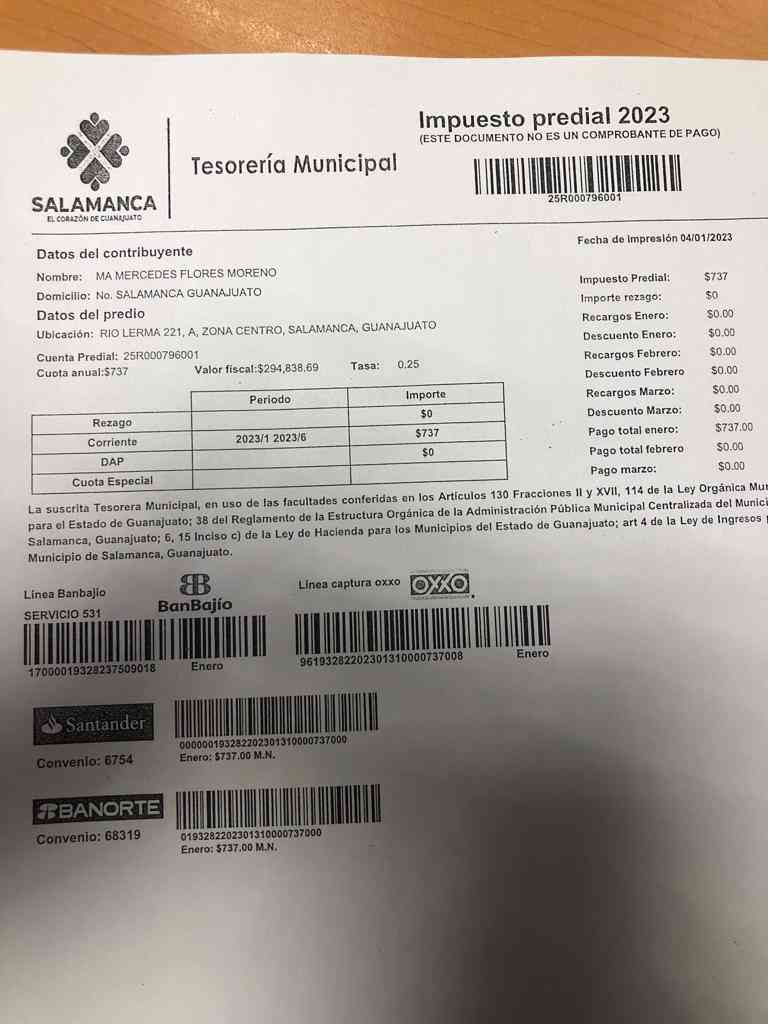 Impuesto predial 2023
(ESTE DOCUMENTO NO ES UN COMPROBANTE DE PAGO)
SALAMANCA
EL CORAZÓN DE GUANAJUATO
Tesorería Municipal
25R000796001
Fecha de impresión 04/01/2023
Datos del contribuyente
Nombre: MA MERCEDES FLORES MORENO
Domicilio: No. SALAMANCA GUANAJUATO
Datos del predio
Ubicación: RIO LERMA 221, A, ZONA CENTRO, SALAMANCA, GUANAJUATO
Cuenta Predial: 25R000796001
Cuota anual:$737 Valor fiscal:$294,838.69 Tasa: 0.25
Periodo Importe
Rezago $0
Corriente 2023/1 2023/6 $737
DAP $0
Cuota Especial
Impuesto Predial: $737
Importe rezago: $0
Recargos Enero: $0.00
Descuento Enero: $0.00
Recargos Febrero: $0.00
Descuento Febrero $0.00
Recargos Marzo: $0.00
Descuento Marzo: $0.00
Pago total enero: $737.00
Pago total febrero $0.00
Pago marzo: $0.00
La suscrita Tesorera Municipal, en uso de las facultades conferidas en los Artículos 130 Fracciones II y XVII, 114 de la Ley Orgánica Mu
para el Estado de Guanajuato; 38 del Reglamento de la Estructura Orgánica de la Administración Pública Municipal Centralizada del Munici
Salamanca, Guanajuato; 6, 15 Inciso c) de la Ley de Hacienda para los Municipios del Estado de Guanajuato; art 4 de la Ley de Ingresos
Municipio de Salamanca, Guanajuato.
Línea Banbajío
BanBajío
SERVICIO 531
17000019328237509018 Enero
Línea captura oxxo
OXXO
96193282202301310000737008 Enero
Santander
Convenio: 6754
0000001932822023013100007​37000
Enero: $737.00 M.N.
BANORTE
Convenio: 68319
0193282202301310000737000
Enero: $737.00 M.N.